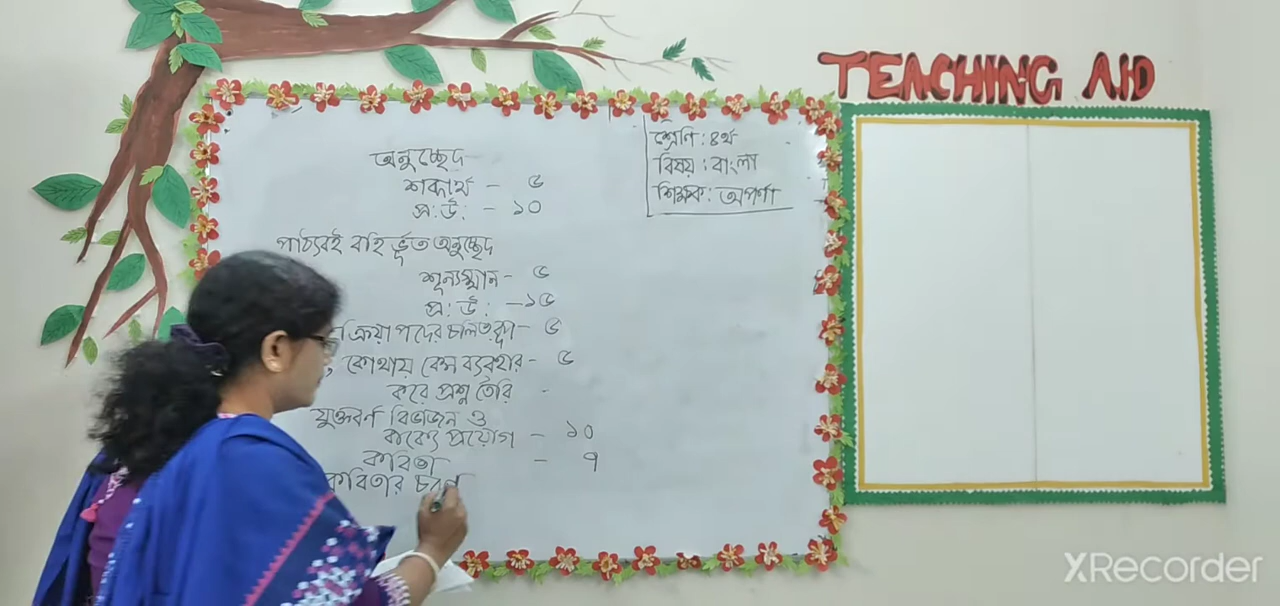 TEACHING AID
শ্রেণি : ৪র্থ
বিষয় : বাংলা
শিক্ষক : অপর্ণা
অনুচ্ছেদ
শব্দার্থ - ৫
প্র: উ: - ১০
পাঠ্যবই বহির্ভূত অনুচ্ছেদ
শূন্যস্থান - ৫
প্র: উ: - ১৫
ক্রিয়া পদের চলিতরূপ - ৫
, কোথায় কেন ব্যবহার - ৫
করে প্রশ্ন তৈরি -
যুক্তবর্ণ বিভাজন ও
বাক্যে প্রয়োগ - ১০
কবিতা - ৭
কবিতার চরণ
XRecorder